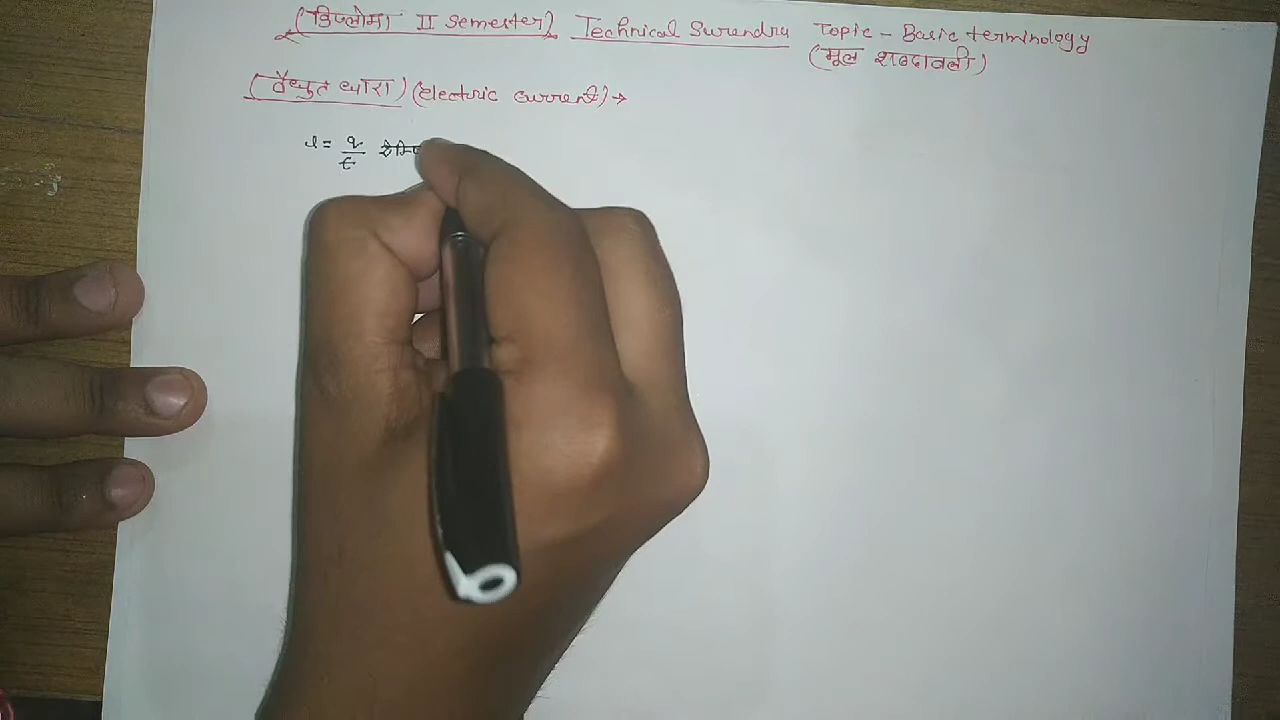 (डिप्लोमा II Semester) Technical Surendra Topic - Basic terminology
(मूल शब्दावली)
(वैधुत धारा) (electric current) →
i = q/t